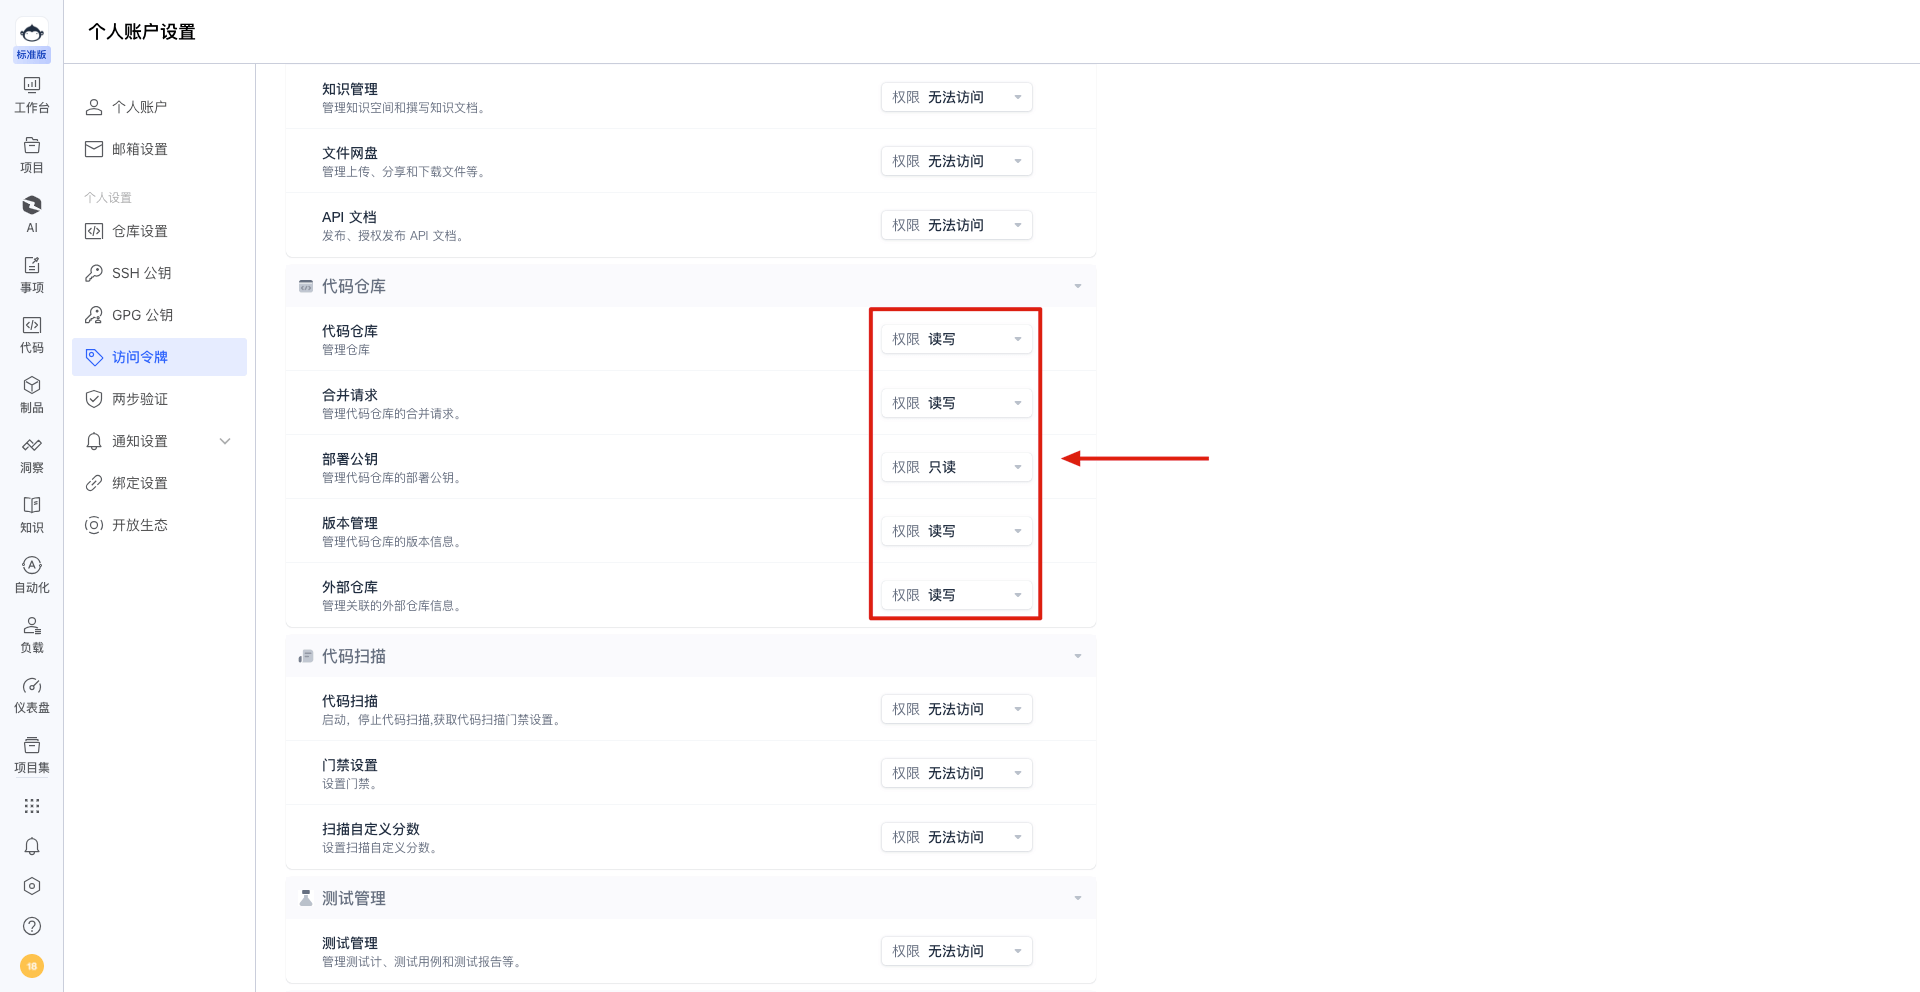 个人账户设置
标准版
工作台
项目
AI
事项
代码
制品
洞察
知识
自动化
负载
仪表盘
项目集
18
个人账户
邮箱设置
个人设置
仓库设置
SSH 公钥
GPG 公钥
访问令牌
两步验证
通知设置
绑定设置
开放生态
知识管理
管理知识空间和撰写知识文档。
权限 无法访问
文件网盘
管理上传、分享和下载文件等。
权限 无法访问
API 文档
发布、授权发布 API 文档。
权限 无法访问
代码仓库
代码仓库
管理仓库
权限 读写
合并请求
管理代码仓库的合并请求。
权限 读写
部署公钥
管理代码仓库的部署公钥。
权限 只读
版本管理
管理代码仓库的版本信息。
权限 读写
外部仓库
管理关联的外部仓库信息。
权限 读写
代码扫描
代码扫描
启动，停止代码扫描,获取代码扫描门禁设置。
权限 无法访问
门禁设置
设置门禁。
权限 无法访问
扫描自定义分数
设置扫描自定义分数。
权限 无法访问
测试管理
测试管理
管理测试计、测试用例和测试报告等。
权限 无法访问